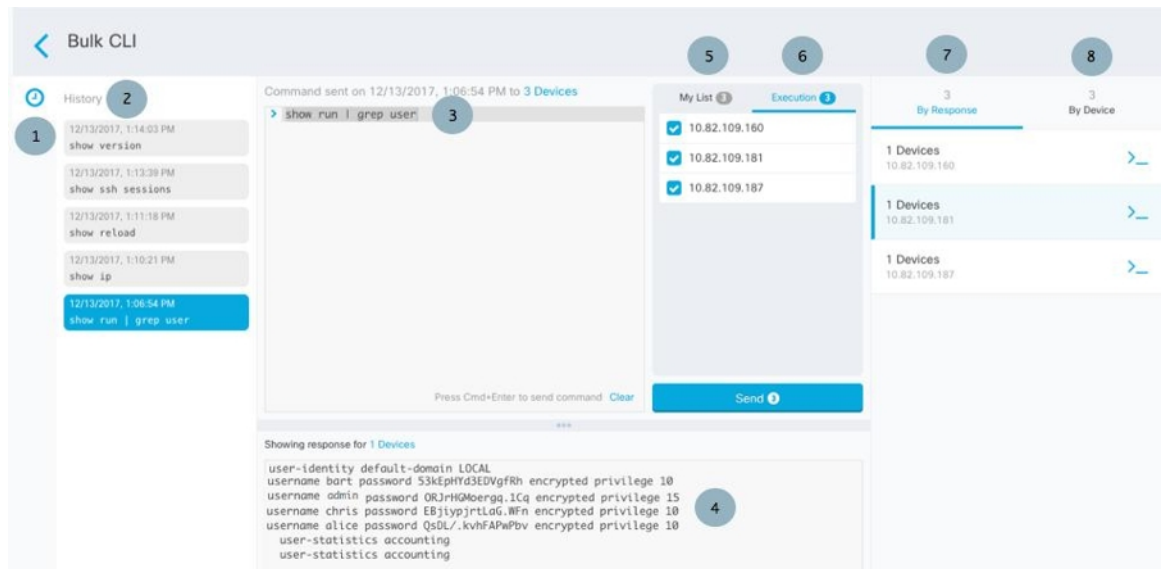 Bulk CLI
5
6
7
8
History
2
1
12/13/2017, 1:14:03 PM
show version
12/13/2017, 1:13:39 PM
show ssh sessions
12/13/2017, 1:11:18 PM
show reload
12/13/2017, 1:10:21 PM
show ip
12/13/2017, 1:06:54 PM
show run | grep user
Command sent on 12/13/2017, 1:06:54 PM to 3 Devices
> show run | grep user
3
Press Cmd+Enter to send command Clear
My List 3
Execution 3
10.82.109.160
10.82.109.181
10.82.109.187
Send 3
3
By Response
3
By Device
1 Devices
10.82.109.160
>_
1 Devices
10.82.109.181
>_
1 Devices
10.82.109.187
>_
Showing response for 1 Devices
user-identity default-domain LOCAL
username bart password 53kEpHYd3EDVgfRh encrypted privilege 10
username admin password ORJrHGMoergq.1Cq encrypted privilege 15
username chris password EBjiypjrtLaG.WFn encrypted privilege 10
username alice password QsDL/.kvhFAPwPbv encrypted privilege 10
user-statistics accounting
user-statistics accounting
4